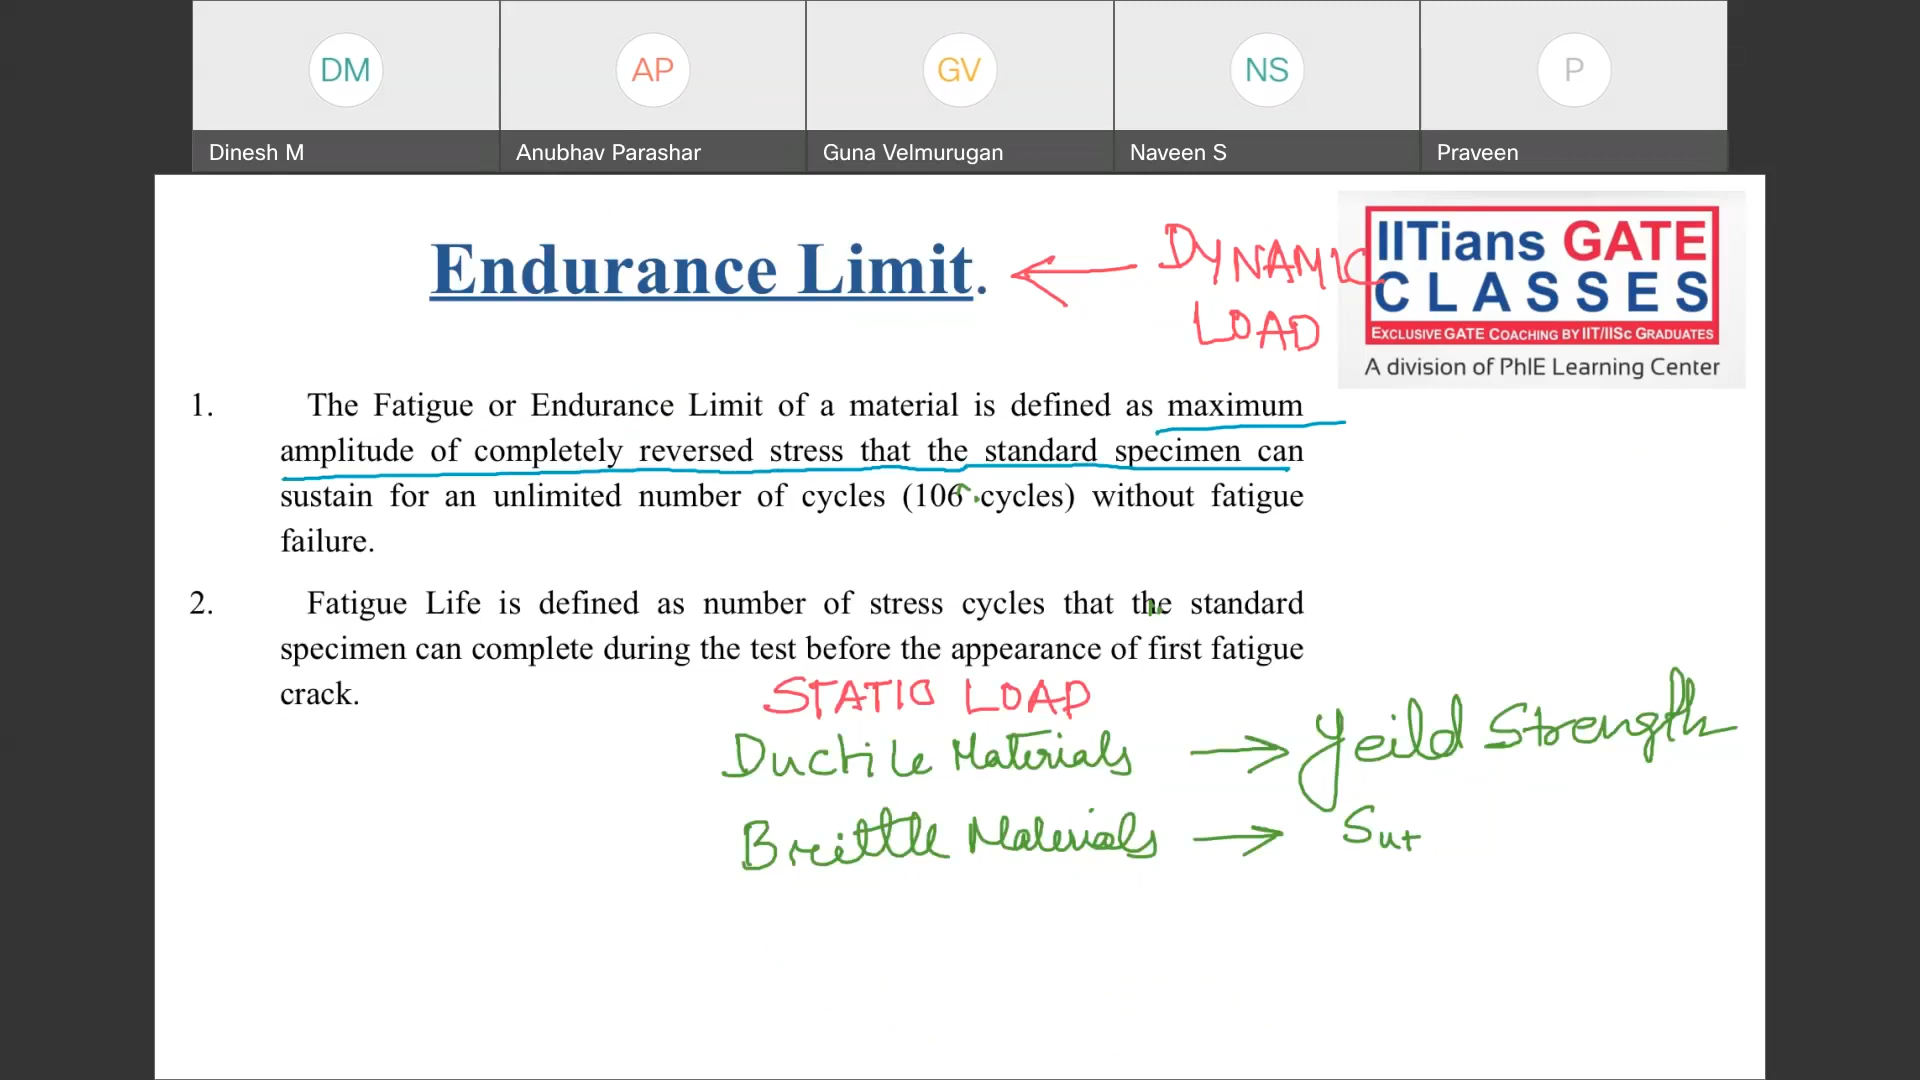 DM
AP
GV
NS
P
Dinesh M
Anubhav Parashar
Guna Velmurugan
Naveen S
Praveen
Endurance Limit.
DYNAMIC
LOAD
IITians GATE
CLASSES
EXCLUSIVE GATE COACHING BY IIT/IISc GRADUATES
A division of PhIE Learning Center
1. The Fatigue or Endurance Limit of a material is defined as maximum
amplitude of completely reversed stress that the standard specimen can
sustain for an unlimited number of cycles (106 cycles) without fatigue
failure.
2. Fatigue Life is defined as number of stress cycles that the standard
specimen can complete during the test before the appearance of first fatigue
crack.
STATIC LOAD
Ductile Materials → Yeild Strength
Breittle Materials → Sut